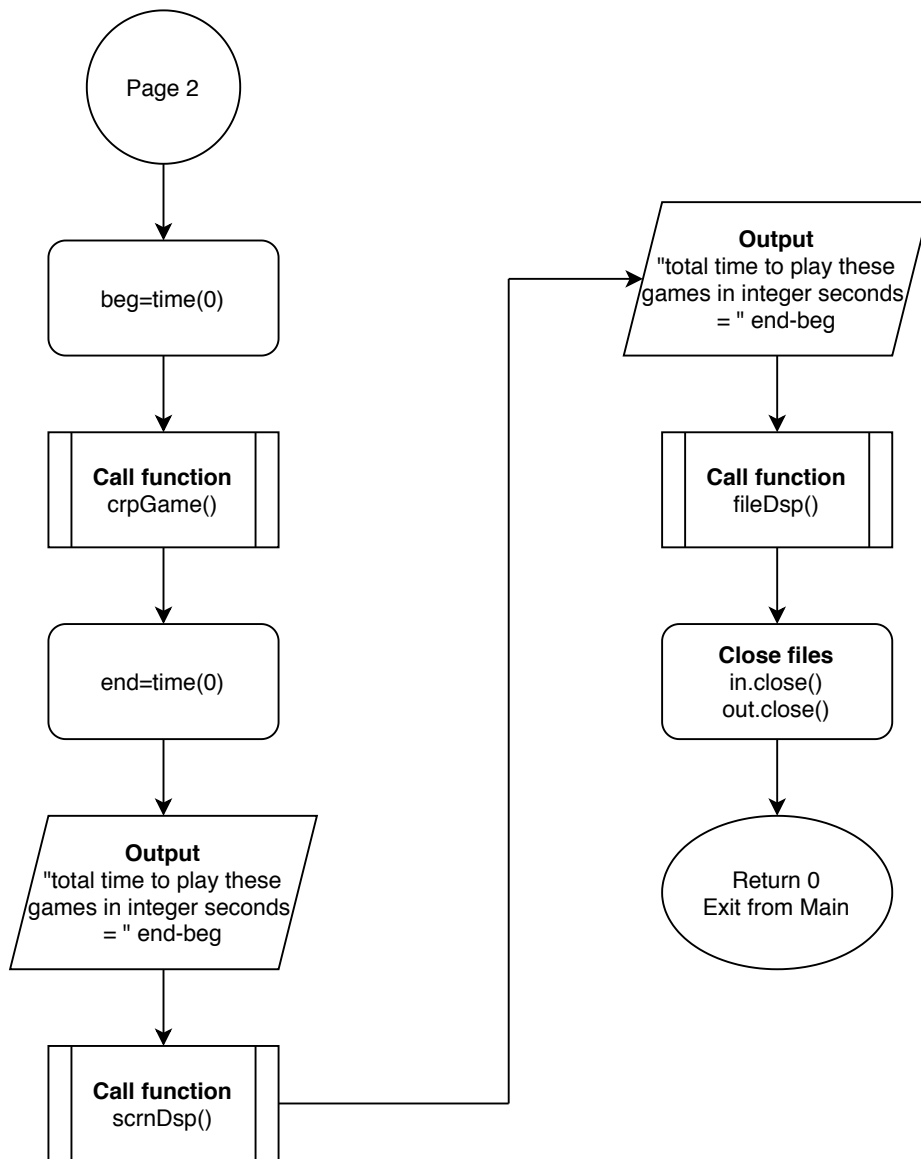 Page 2
beg=time(0)
Call function
crpGame()
end=time(0)
Output
"total time to play these
games in integer seconds
= " end-beg
Call function
scrnDsp()
Output
"total time to play these
games in integer seconds
= " end-beg
Call function
fileDsp()
Close files
in.close()
out.close()
Return 0
Exit from Main